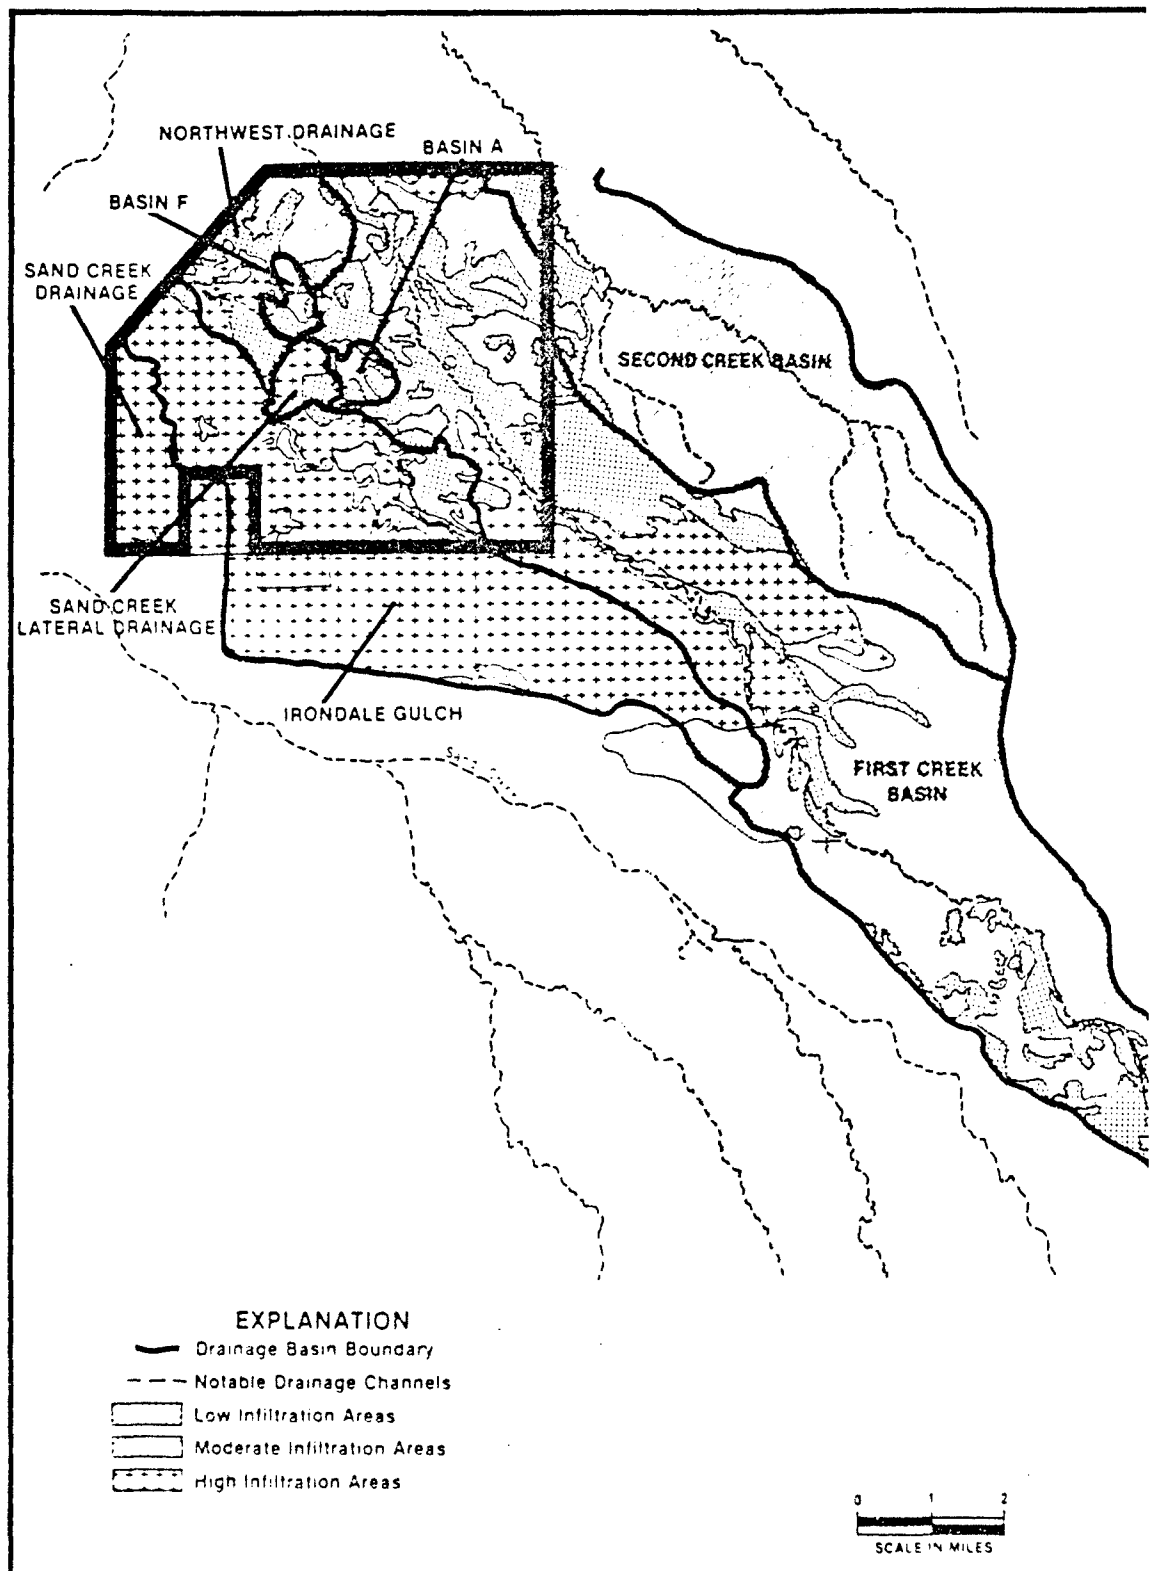 NORTHWEST DRAINAGE
BASIN A
BASIN F
SAND CREEK
DRAINAGE
SECOND CREEK BASIN
SAND CREEK
LATERAL DRAINAGE
IRONDALE GULCH
FIRST CREEK
BASIN
EXPLANATION
Drainage Basin Boundary
Notable Drainage Channels
Low Infiltration Areas
Moderate Infiltration Areas
High Infiltration Areas
0 1 2
SCALE IN MILES